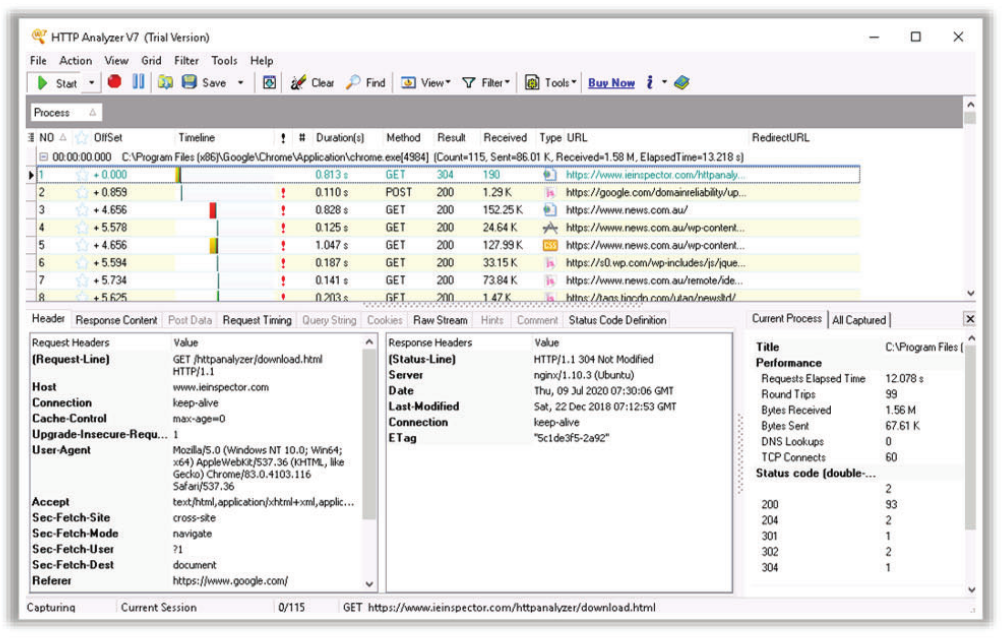 HTTP Analyzer V7 (Trial Version)
File Action View Grid Filter Tools Help
Start Save Clear Find View Filter Tools Buy Now i
Process
NO OffSet Timeline ! # Duration(s) Method Result Received Type URL RedirectURL
00:00:00.000 C:\Program Files (x86)\Google\Chrome\Application\chrome.exe[4984] (Count=115, Sent=86.01 K, Received=1.58 M, ElapsedTime=13.218 s)
1 + 0.000 0.813 s GET 304 190 https://www.ieinspector.com/httpanaly...
2 + 0.859 ! 0.110 s POST 200 1.29 K https://google.com/domainreliability/up...
3 + 4.656 ! 0.828 s GET 200 152.25 K https://www.news.com.au/
4 + 5.578 ! 0.125 s GET 200 24.64 K https://www.news.com.au/wp-content...
5 + 4.656 ! 1.047 s GET 200 127.99 K CSS https://www.news.com.au/wp-content...
6 + 5.594 ! 0.187 s GET 200 33.15 K https://s0.wp.com/wp-includes/js/jque...
7 + 5.734 ! 0.141 s GET 200 73.84 K https://www.news.com.au/remote/ide...
8 + 5.625 ! 0.203 s GET 200 1.47 K https://tags.tiqcdn.com/utag/newsltd/
Header Response Content Post Data Request Timing Query String Cookies Raw Stream Hints Comment Status Code Definition
Request Headers Value
(Request-Line) GET /httpanalyzer/download.html
HTTP/1.1
Host www.ieinspector.com
Connection keep-alive
Cache-Control max-age=0
Upgrade-Insecure-Requ... 1
User-Agent Mozilla/5.0 (Windows NT 10.0; Win64;
x64) AppleWebKit/537.36 (KHTML, like
Gecko) Chrome/83.0.4103.116
Safari/537.36
Accept text/html,application/xhtml+xml,applic...
Sec-Fetch-Site cross-site
Sec-Fetch-Mode navigate
Sec-Fetch-User ?1
Sec-Fetch-Dest document
Referer https://www.google.com/
Response Headers Value
(Status-Line) HTTP/1.1 304 Not Modified
Server nginx/1.10.3 (Ubuntu)
Date Thu, 09 Jul 2020 07:30:06 GMT
Last-Modified Sat, 22 Dec 2018 07:12:53 GMT
Connection keep-alive
ETag "5c1de3f5-2a92"
Current Process All Captured
Title C:\Program Files (
Performance
Requests Elapsed Time 12.078 s
Round Trips 99
Bytes Received 1.56 M
Bytes Sent 67.61 K
DNS Lookups 0
TCP Connects 60
Status code (double-...
2
200 93
204 2
301 1
302 2
304 1
Capturing Current Session 0/115 GET https://www.ieinspector.com/httpanalyzer/download.html